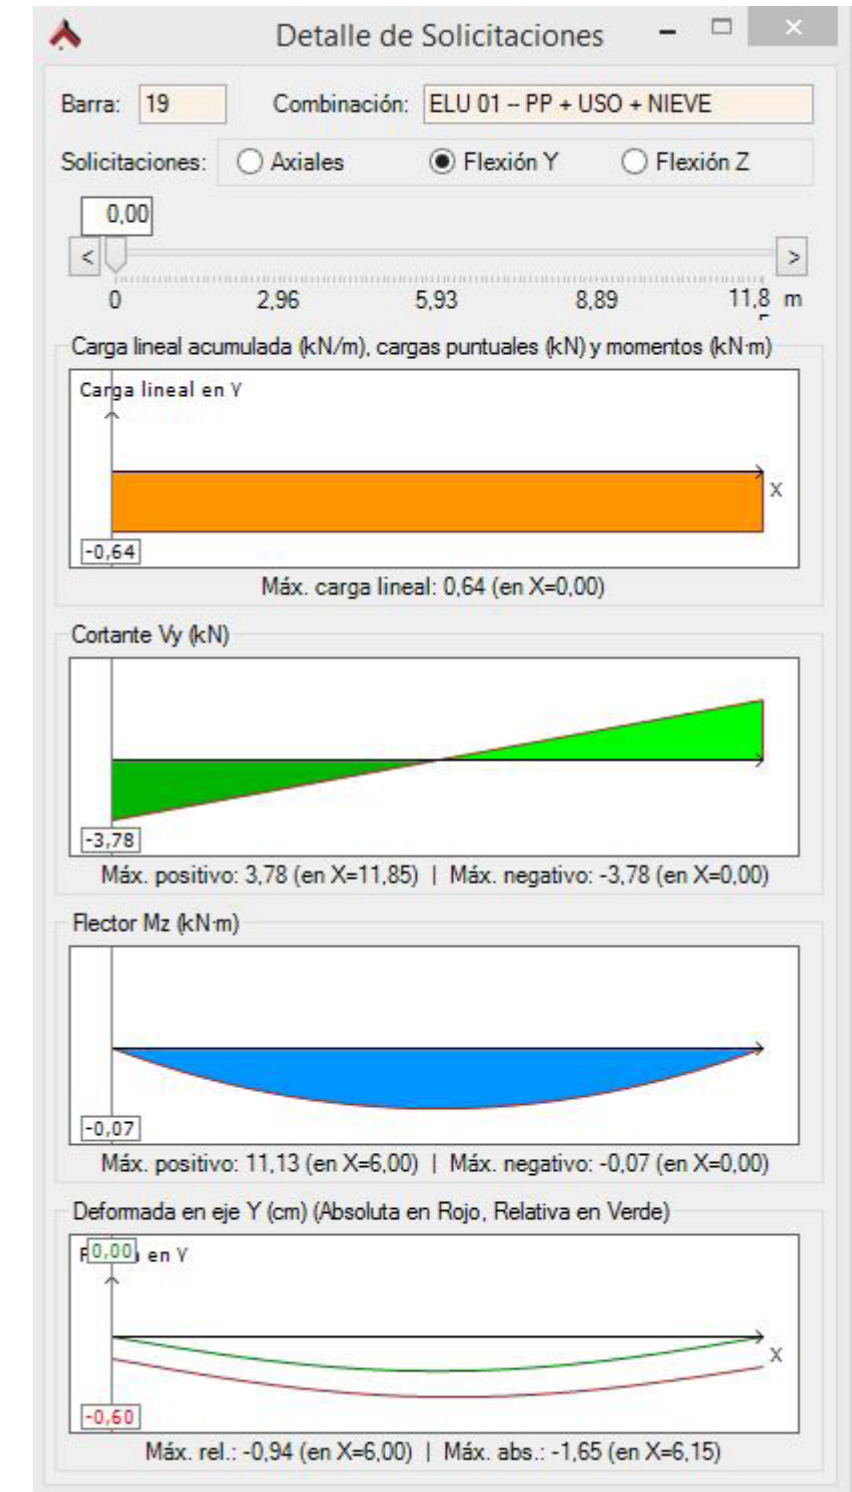 Detalle de Solicitaciones
Barra: 19 Combinación: ELU 01 -- PP + USO + NIEVE
Solicitaciones: Axiales Flexión Y Flexión Z
0,00
< >
0 2,96 5,93 8,89 11,8 m
Carga lineal acumulada (kN/m), cargas puntuales (kN) y momentos (kN·m)
Carga lineal en Y
X
-0,64
Máx. carga lineal: 0,64 (en X=0,00)
Cortante Vy (kN)
-3,78
Máx. positivo: 3,78 (en X=11,85) | Máx. negativo: -3,78 (en X=0,00)
Flector Mz (kN·m)
-0,07
Máx. positivo: 11,13 (en X=6,00) | Máx. negativo: -0,07 (en X=0,00)
Deformada en eje Y (cm) (Absoluta en Rojo, Relativa en Verde)
0,00 en Y
X
-0,60
Máx. rel.: -0,94 (en X=6,00) | Máx. abs.: -1,65 (en X=6,15)